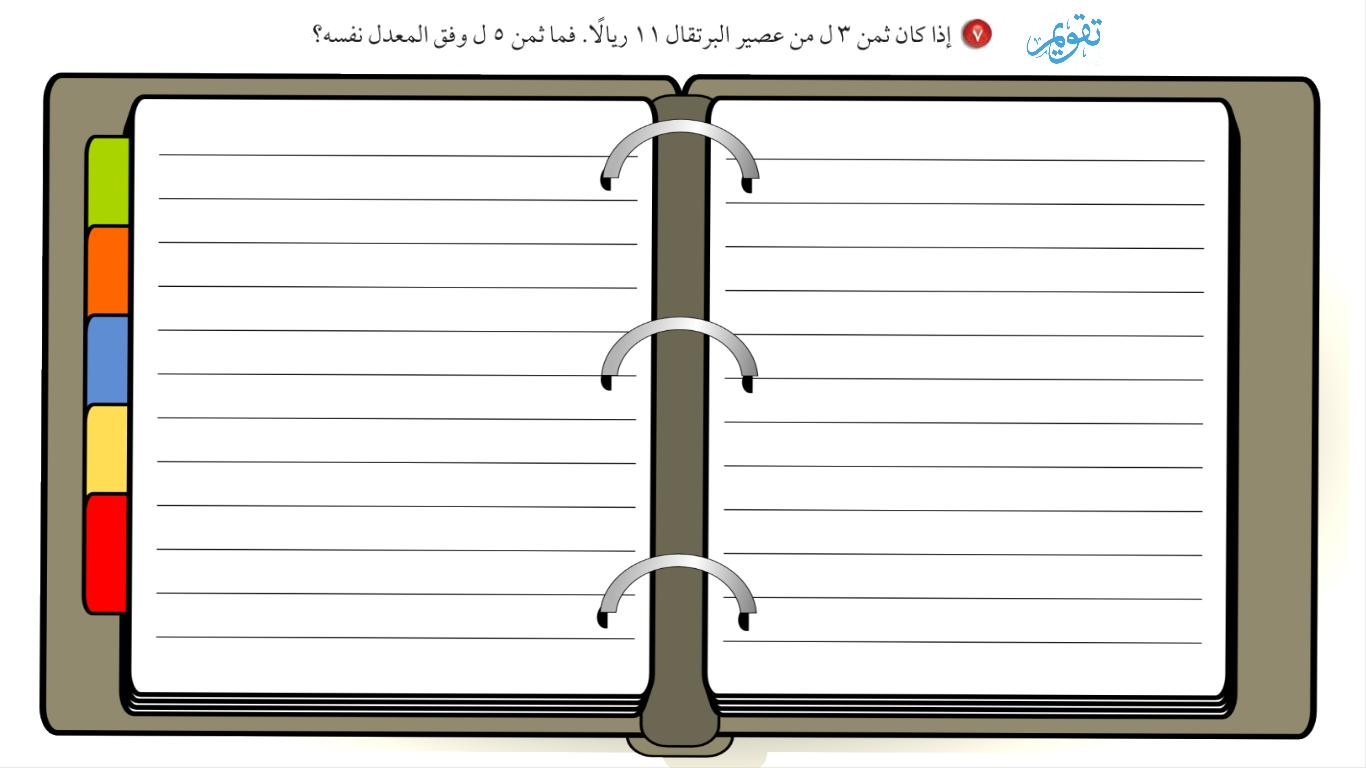 تقويم
٧ إذا كان ثمن ٣ ل من عصير البرتقال ١١ ريالًا. فما ثمن ٥ ل وفق المعدل نفسه؟